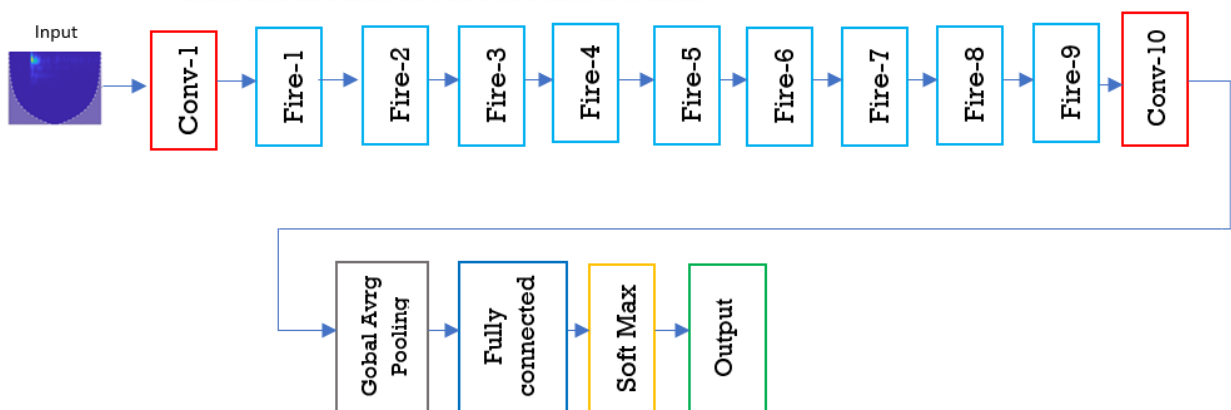 Input
Conv-1
Fire-1
Fire-2
Fire-3
Fire-4
Fire-5
Fire-6
Fire-7
Fire-8
Fire-9
Conv-10
Gobal Avrg
Pooling
Fully
connected
Soft Max
Output